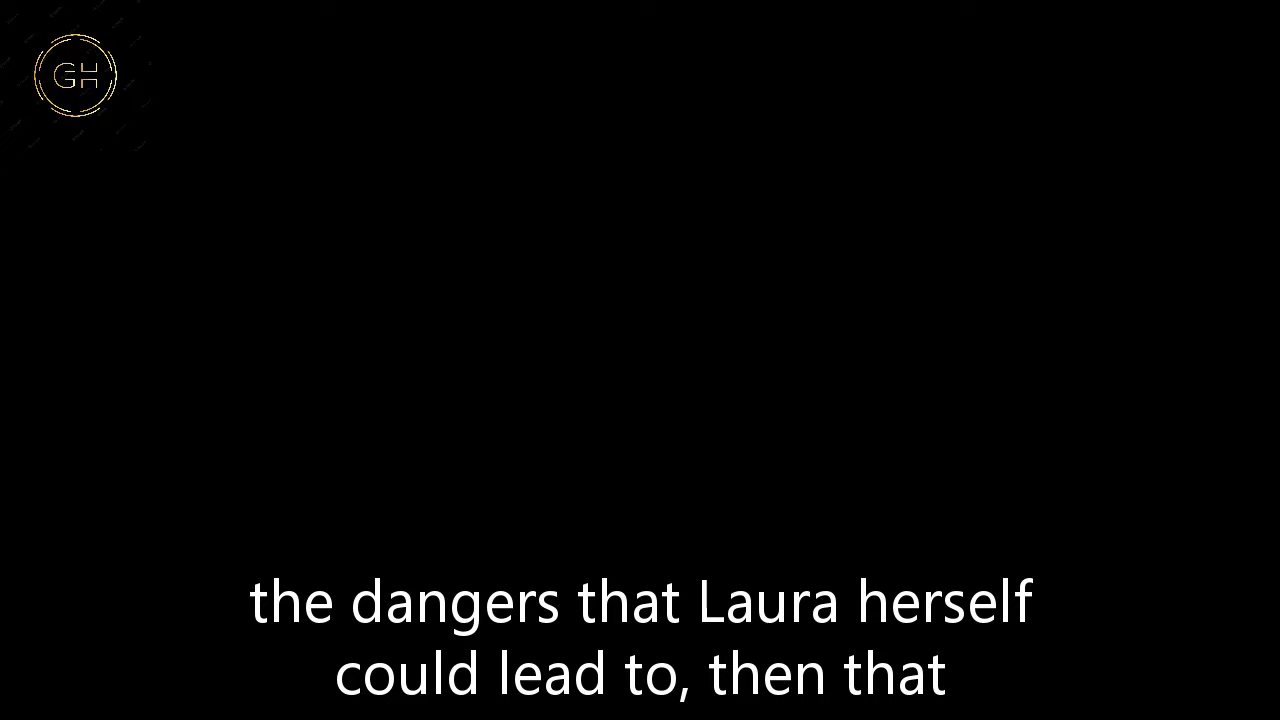 GH
the dangers that Laura herself
could lead to, then that